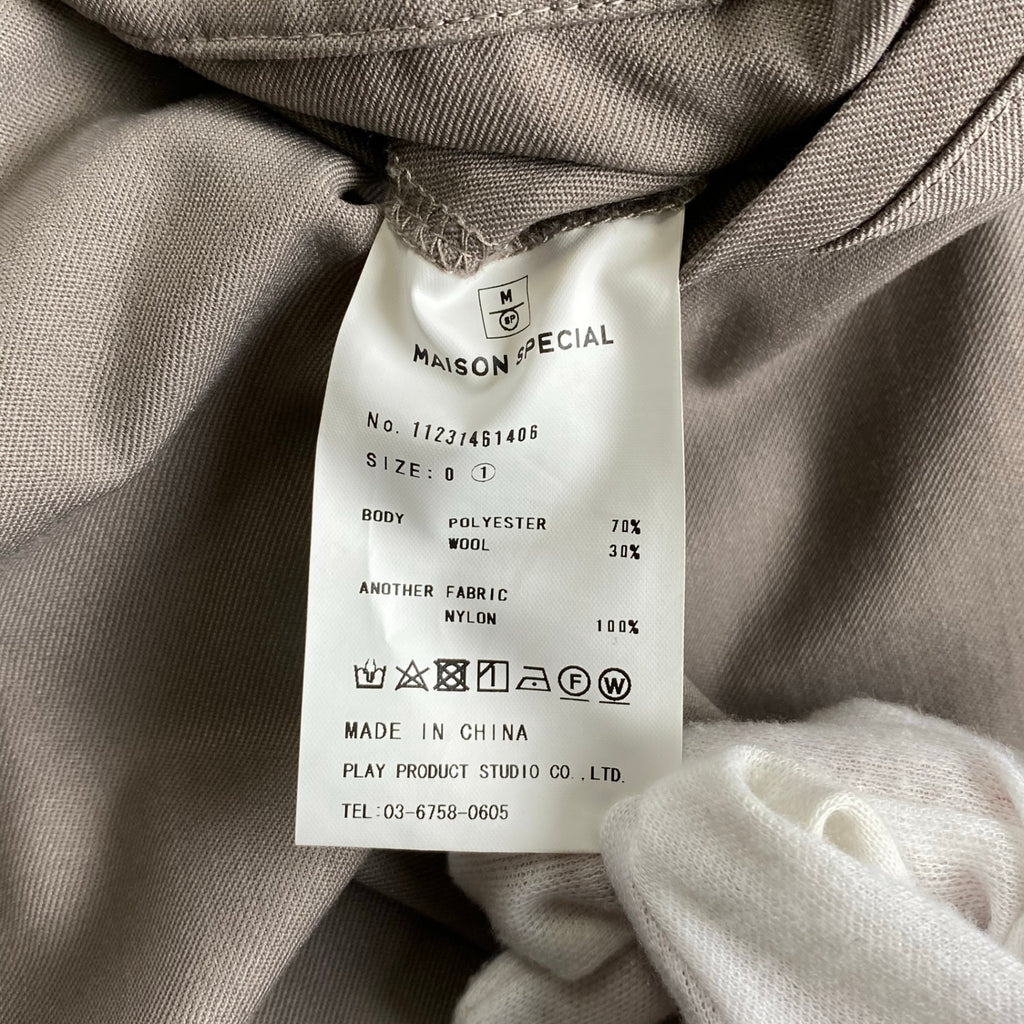 M
SP
MAISON SPECIAL
No. 11231461406
SIZE: 0 ①
BODY POLYESTER 70%
WOOL 30%
ANOTHER FABRIC
NYLON 100%
F W
MADE IN CHINA
PLAY PRODUCT STUDIO CO.,LTD.
TEL:03-6758-0605